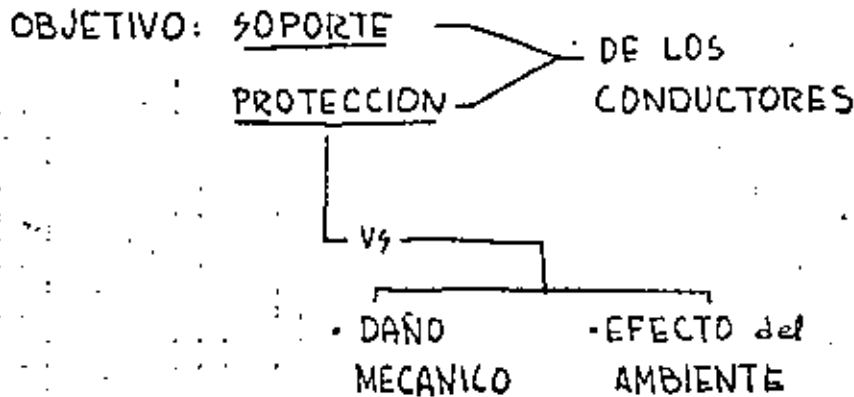 OBJETIVO: SOPORTE
DE LOS
PROTECCION
CONDUCTORES
VS
· DAÑO
MECANICO
· EFECTO del
AMBIENTE